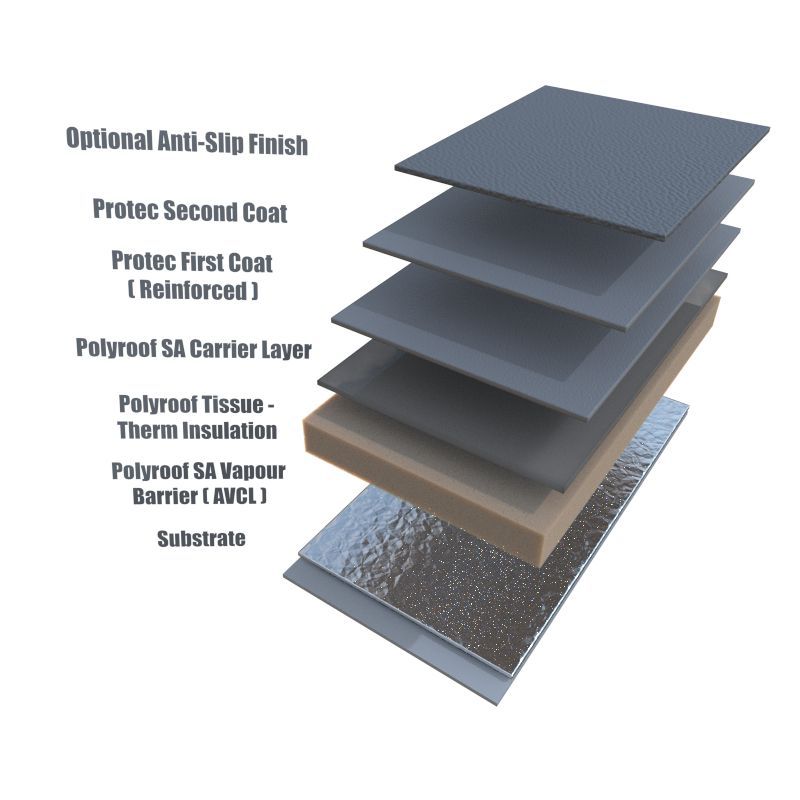 Optional Anti-Slip Finish
Protec Second Coat
Protec First Coat
( Reinforced )
Polyroof SA Carrier Layer
Polyroof Tissue -
Therm Insulation
Polyroof SA Vapour
Barrier ( AVCL )
Substrate